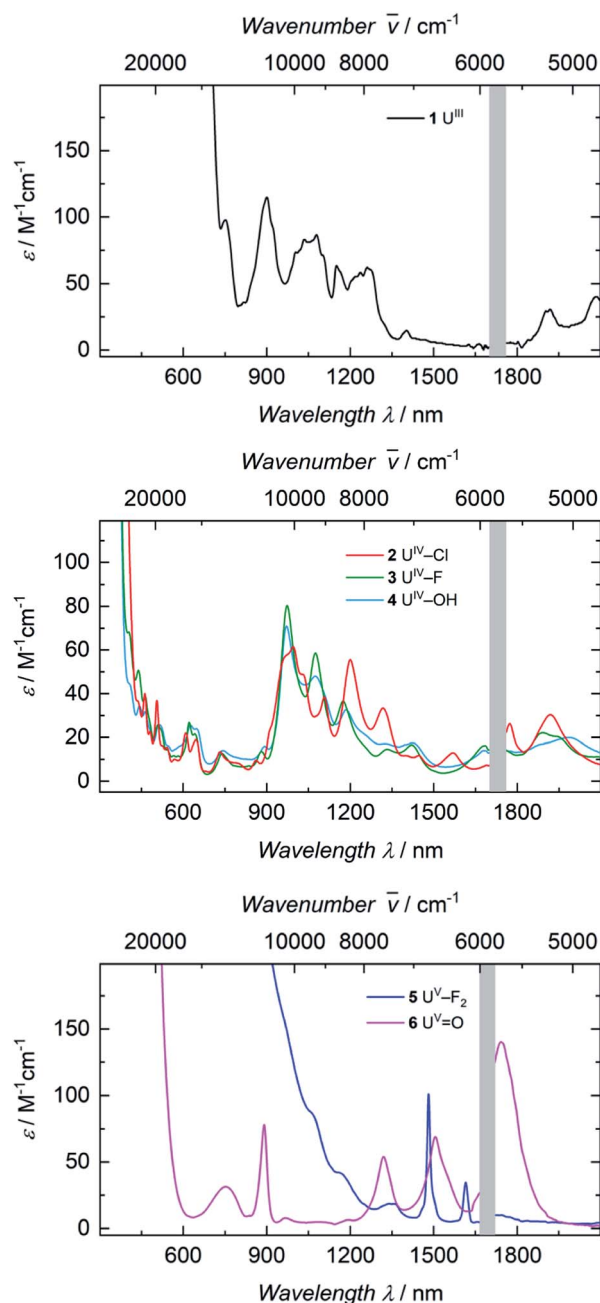 Wavenumber ν̅ / cm⁻¹
20000 10000 8000 6000 5000
1 Uᴵᴵᴵ
ε / M⁻¹cm⁻¹
150
100
50
0
600 900 1200 1500 1800
Wavelength λ / nm
Wavenumber ν̅ / cm⁻¹
20000 10000 8000 6000 5000
2 Uᴵⱽ–Cl
3 Uᴵⱽ–F
4 Uᴵⱽ–OH
ε / M⁻¹cm⁻¹
100
80
60
40
20
0
600 900 1200 1500 1800
Wavelength λ / nm
Wavenumber ν̅ / cm⁻¹
20000 10000 8000 6000 5000
5 Uⱽ–F₂
6 Uⱽ=O
ε / M⁻¹cm⁻¹
150
100
50
0
600 900 1200 1500 1800
Wavelength λ / nm